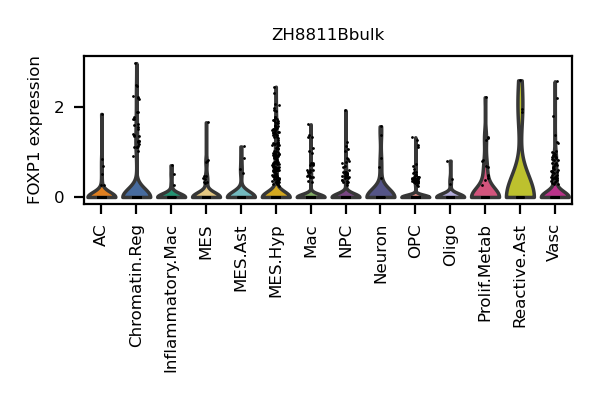 ZH8811Bbulk
FOXP1 expression
2
0
AC
Chromatin.Reg
Inflammatory.Mac
MES
MES.Ast
MES.Hyp
Mac
NPC
Neuron
OPC
Oligo
Prolif.Metab
Reactive.Ast
Vasc